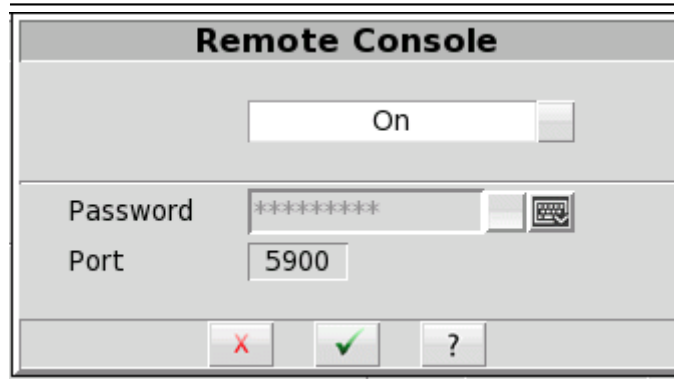 Remote Console
On
Password *********
Port 5900
X ✓ ?